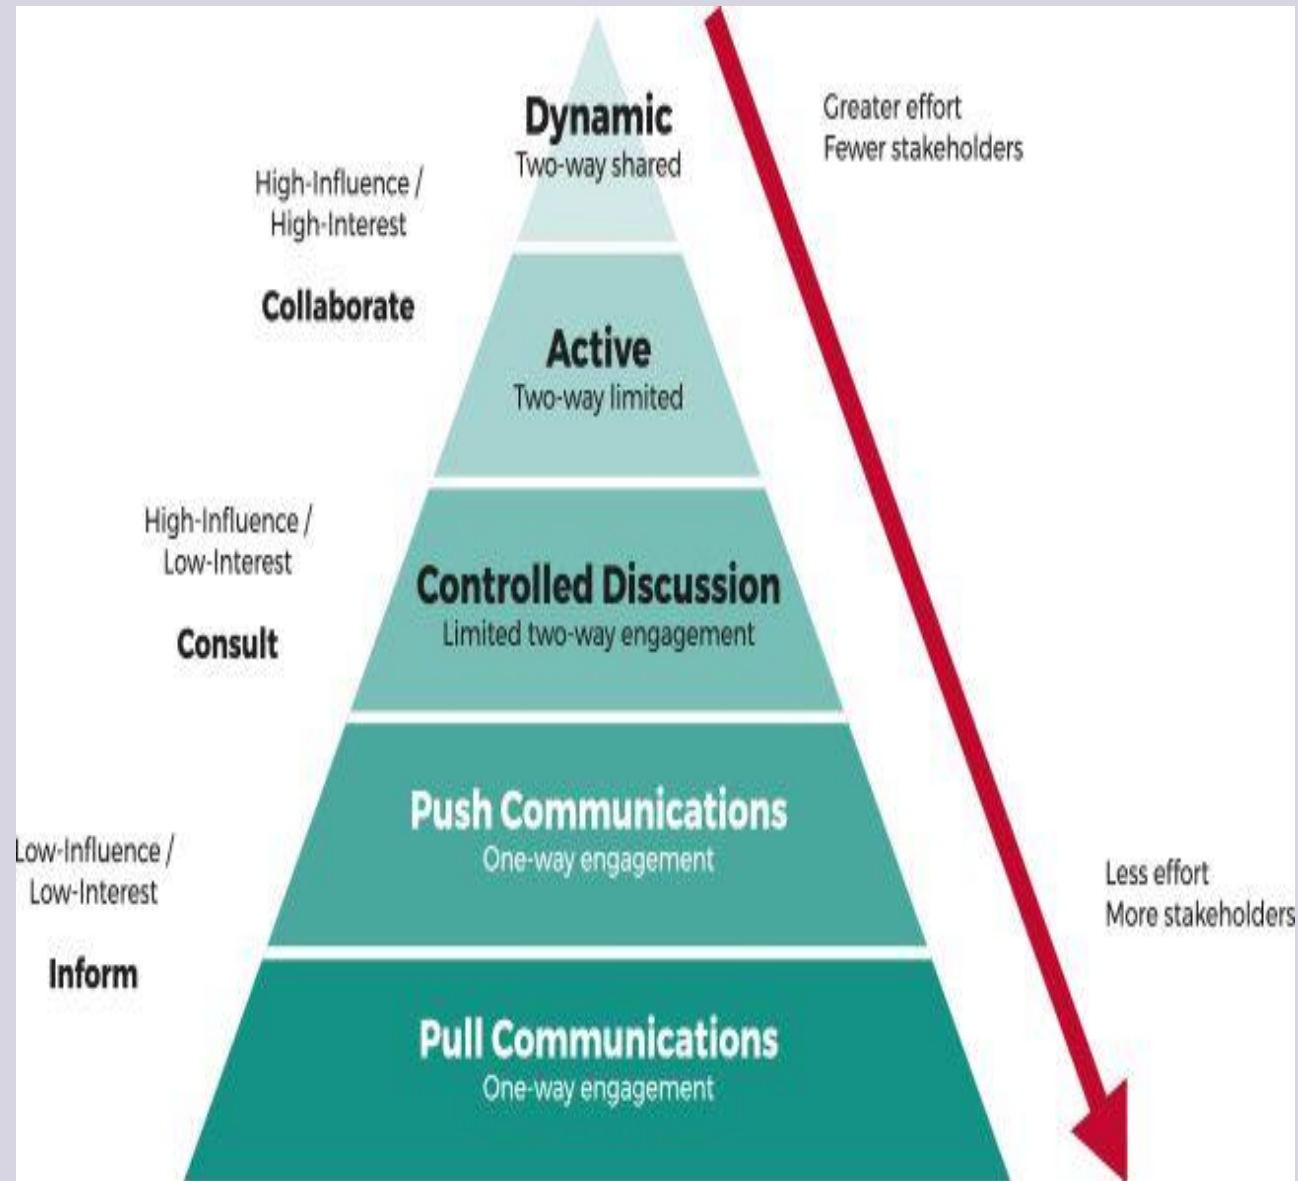 Dynamic
Two-way shared
Greater effort
Fewer stakeholders
High-Influence /
High-Interest
Collaborate
Active
Two-way limited
High-Influence /
Low-Interest
Consult
Controlled Discussion
Limited two-way engagement
Push Communications
One-way engagement
Low-Influence /
Low-Interest
Inform
Less effort
More stakeholders
Pull Communications
One-way engagement